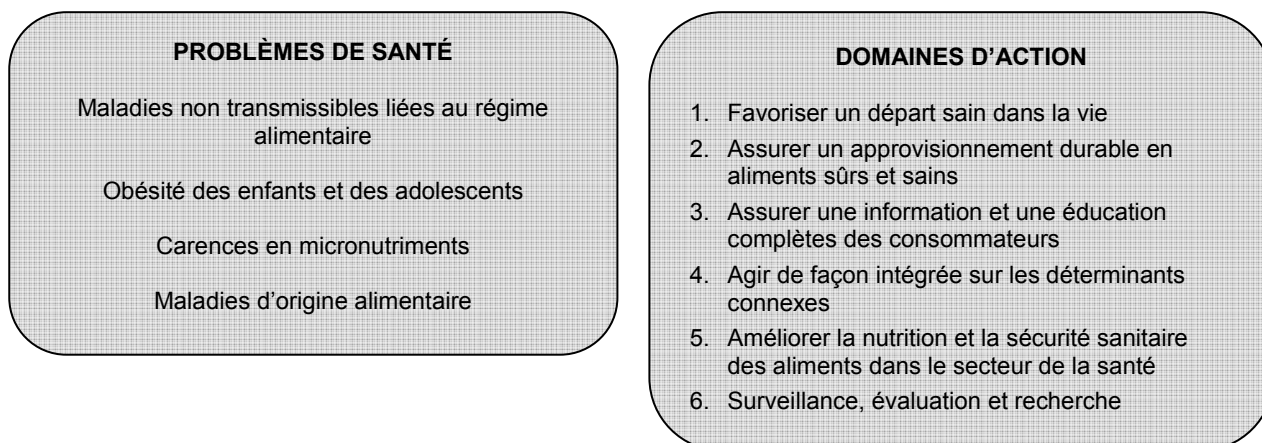 PROBLÈMES DE SANTÉ
Maladies non transmissibles liées au régime
alimentaire
Obésité des enfants et des adolescents
Carences en micronutriments
Maladies d’origine alimentaire
DOMAINES D’ACTION
1. Favoriser un départ sain dans la vie
2. Assurer un approvisionnement durable en
aliments sûrs et sains
3. Assurer une information et une éducation
complètes des consommateurs
4. Agir de façon intégrée sur les déterminants
connexes
5. Améliorer la nutrition et la sécurité sanitaire
des aliments dans le secteur de la santé
6. Surveillance, évaluation et recherche